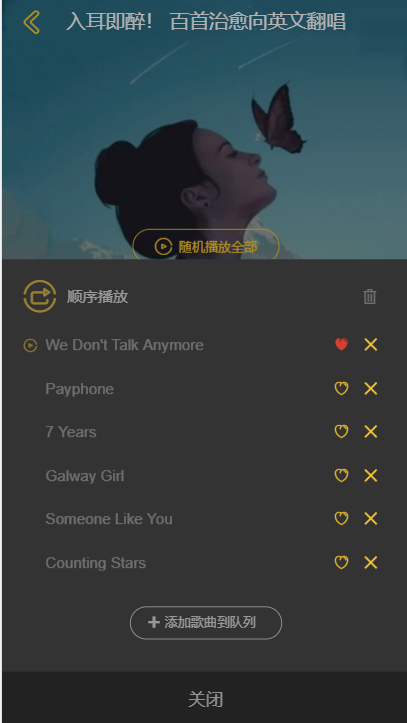 入耳即醉! 百首治愈向英文翻唱
随机播放全部
顺序播放
We Don't Talk Anymore
Payphone
7 Years
Galway Girl
Someone Like You
Counting Stars
添加歌曲到队列
关闭